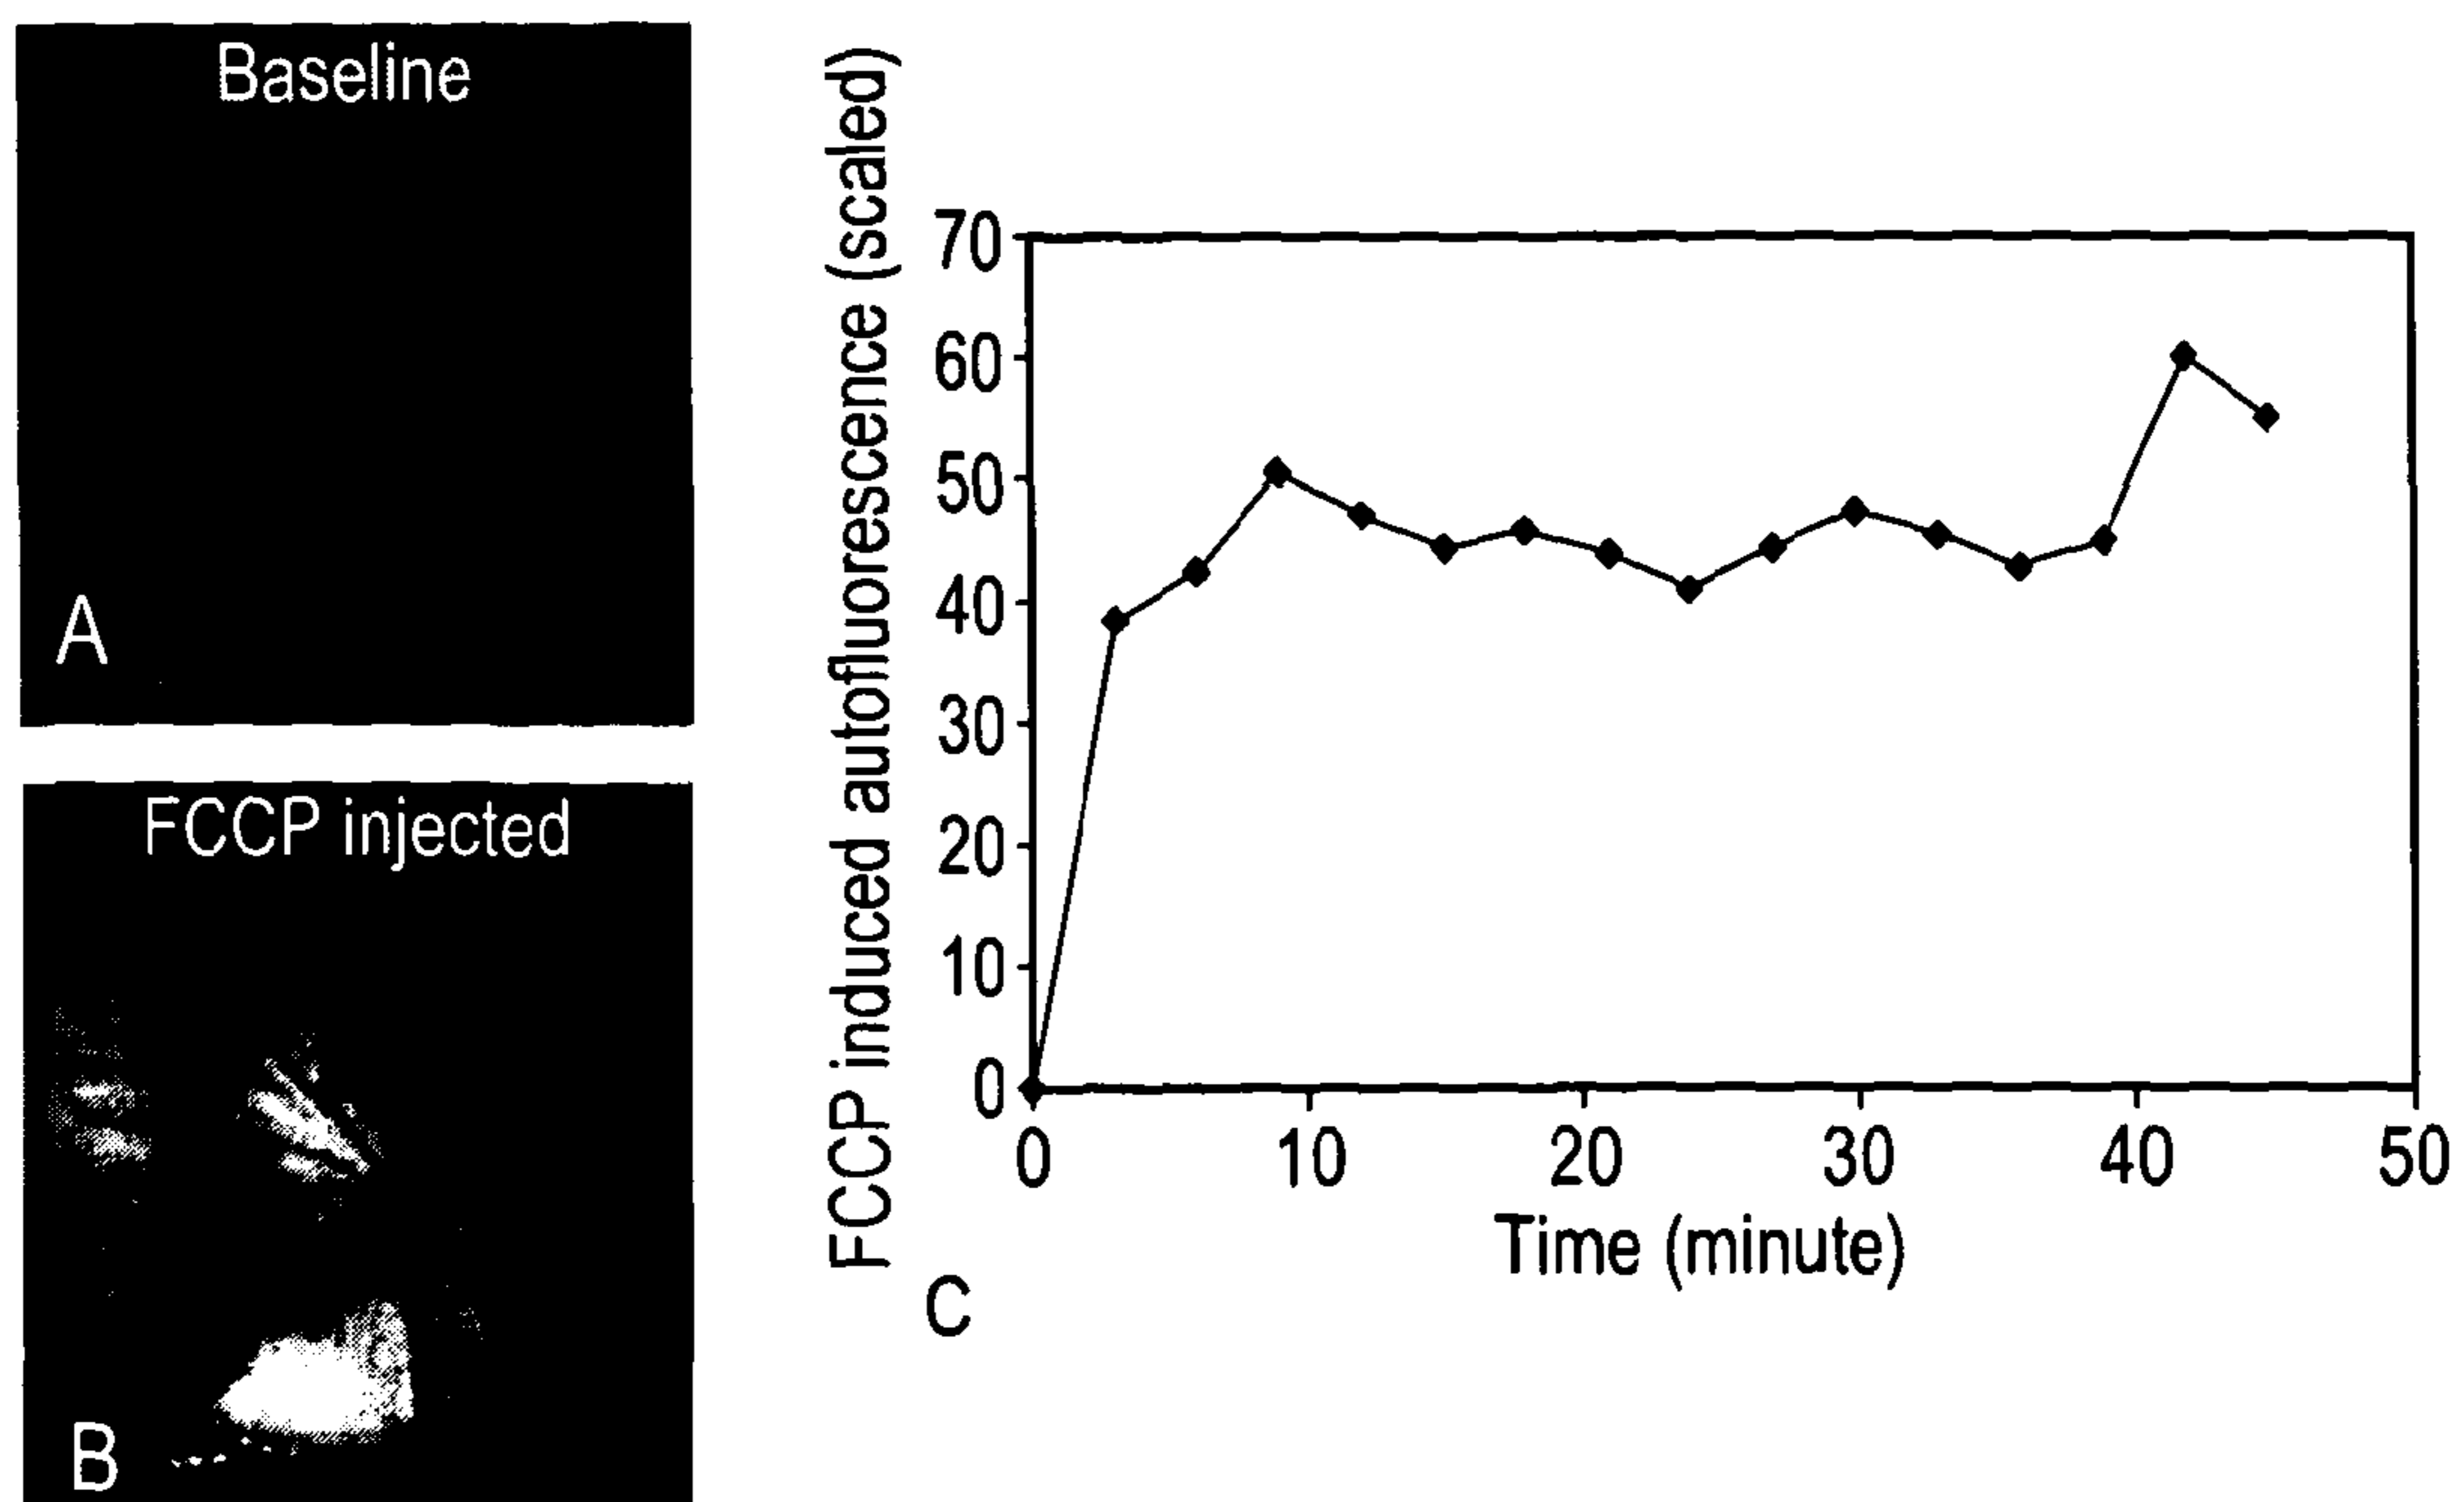 Baseline
A
FCCP injected
B
FCCP induced autofluorescence (scaled)
70
60
50
40
30
20
10
0
0 10 20 30 40 50
Time (minute)
C